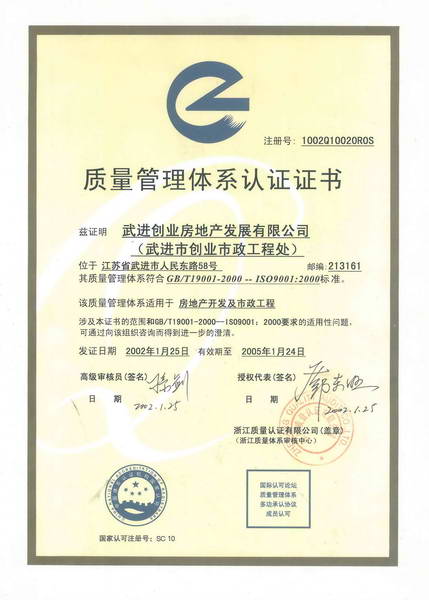 注册号: 1002Q10020R0S
质量管理体系认证证书
兹证明 武进创业房地产发展有限公司
(武进市创业市政工程处)
位于 江苏省武进市人民东路58号 邮编:213161
其质量管理体系符合GB/T19001-2000 -- ISO9001:2000标准。
该质量管理体系适用于 房地产开发及市政工程
涉及本证书的范围和GB/T19001-2000—ISO9001: 2000要求的适用性问题,
可通过向该组织咨询而得到进一步的澄清。
发证日期 2002年1月25日 有效期至 2005年1月24日
高级审核员(签名) 授权代表(签名)
日 期 2002.1.25 日 期 2002.1.25
浙江质量认证有限公司(盖章)
(浙江质量体系审核中心)
国际认可论坛
质量管理体系
多边承认协议
成员认可
国家认可注册号: SC 10